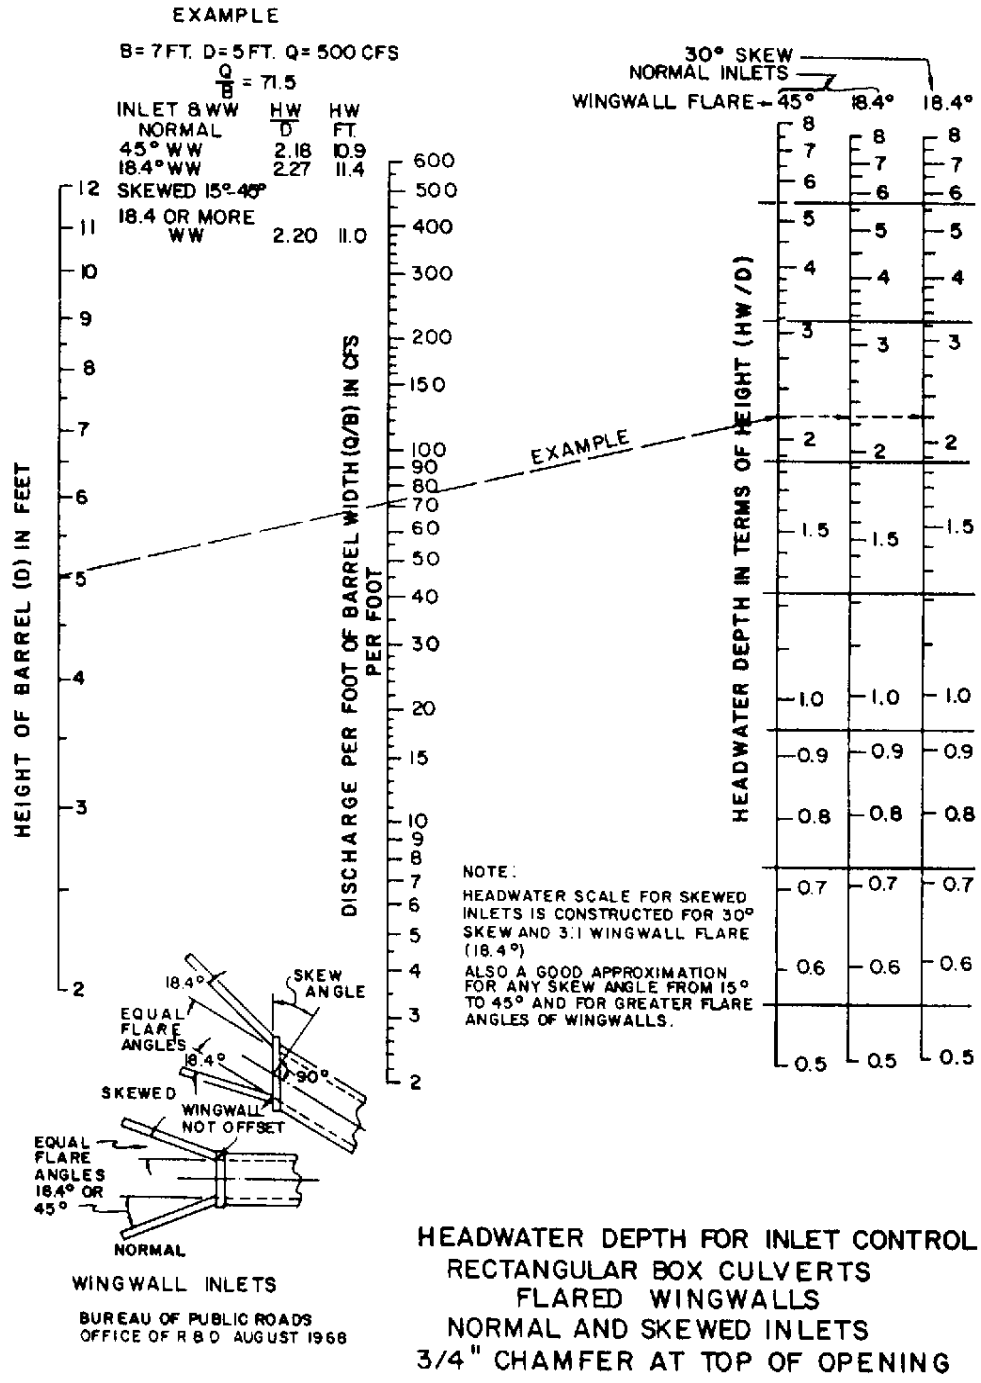 EXAMPLE
B = 7 FT. D = 5 FT. Q = 500 CFS
Q/B = 71.5
INLET & WW HW/D HW FT.
NORMAL
45° WW 2.18 10.9
18.4° WW 2.27 11.4
SKEWED 15°-45°
18.4 OR MORE
WW 2.20 11.0
30° SKEW
NORMAL INLETS
WINGWALL FLARE 45° 18.4° 18.4°
HEIGHT OF BARREL (D) IN FEET
12
11
10
9
8
7
6
5
4
3
2
DISCHARGE PER FOOT OF BARREL WIDTH (Q/B) IN CFS
PER FOOT
600
500
400
300
200
150
100
90
80
70
60
50
40
30
20
15
10
9
8
7
6
5
4
3
2
EXAMPLE
HEADWATER DEPTH IN TERMS OF HEIGHT (HW/D)
8 8 8
7 7 7
6 6 6
5 5 5
4 4 4
3 3 3
2 2 2
1.5 1.5 1.5
1.0 1.0 1.0
0.9 0.9 0.9
0.8 0.8 0.8
0.7 0.7 0.7
0.6 0.6 0.6
0.5 0.5 0.5
NOTE:
HEADWATER SCALE FOR SKEWED
INLETS IS CONSTRUCTED FOR 30°
SKEW AND 3:1 WINGWALL FLARE
(18.4°)
ALSO A GOOD APPROXIMATION
FOR ANY SKEW ANGLE FROM 15°
TO 45° AND FOR GREATER FLARE
ANGLES OF WINGWALLS.
18.4°
SKEW
ANGLE
EQUAL
FLARE
ANGLES
18.4°
90°
SKEWED
WINGWALL
NOT OFFSET
EQUAL
FLARE
ANGLES
18.4° OR
45°
NORMAL
WINGWALL INLETS
BUREAU OF PUBLIC ROADS
OFFICE OF R & D AUGUST 1968
HEADWATER DEPTH FOR INLET CONTROL
RECTANGULAR BOX CULVERTS
FLARED WINGWALLS
NORMAL AND SKEWED INLETS
3/4" CHAMFER AT TOP OF OPENING